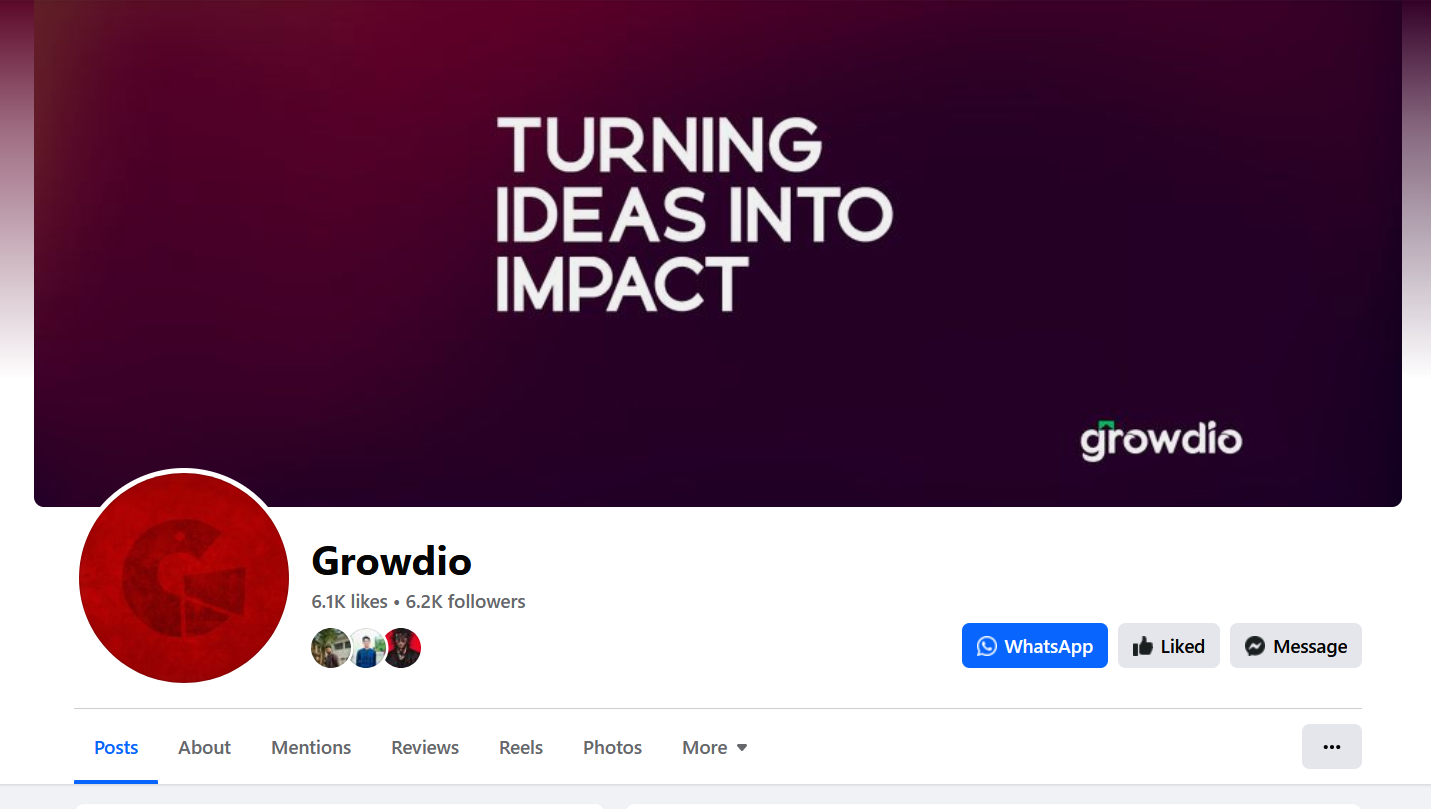 TURNING
IDEAS INTO
IMPACT
growdio
Growdio
6.1K likes • 6.2K followers
WhatsApp
Liked
Message
Posts
About
Mentions
Reviews
Reels
Photos
More